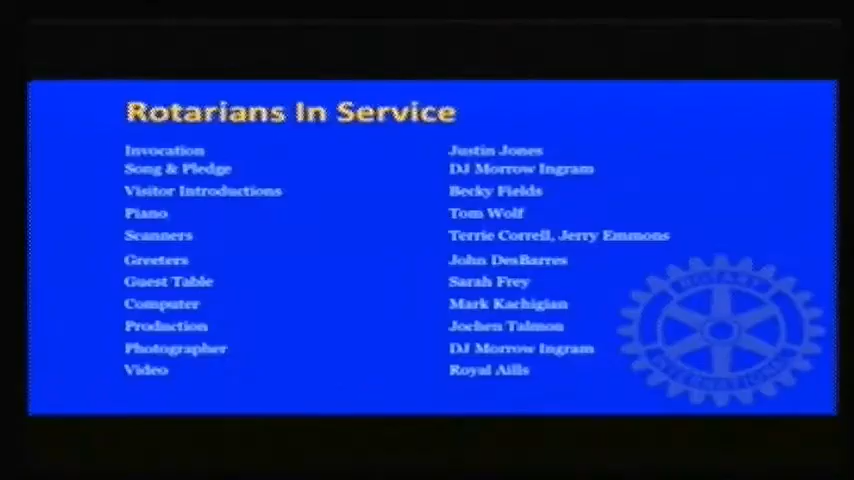 Rotarians In Service
Invocation Justin Jones
Song & Pledge DJ Morrow Ingram
Visitor Introductions Becky Fields
Piano Tom Wolf
Scanners Terrie Correll, Jerry Emmons
Greeters John DesBarres
Guest Table Sarah Frey
Computer Mark Kachigian
Production Jochen Talmon
Photographer DJ Morrow Ingram
Video Royal Aills
ROTARY
INTERNATIONAL